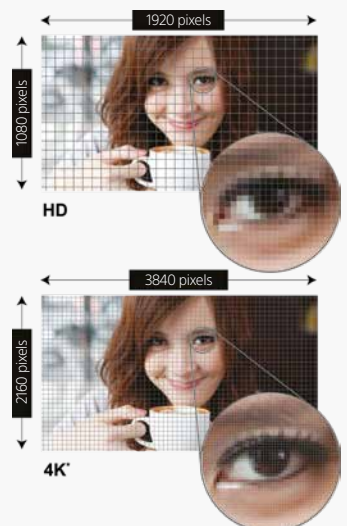 1920 pixels
1080 pixels
HD
3840 pixels
2160 pixels
4K*